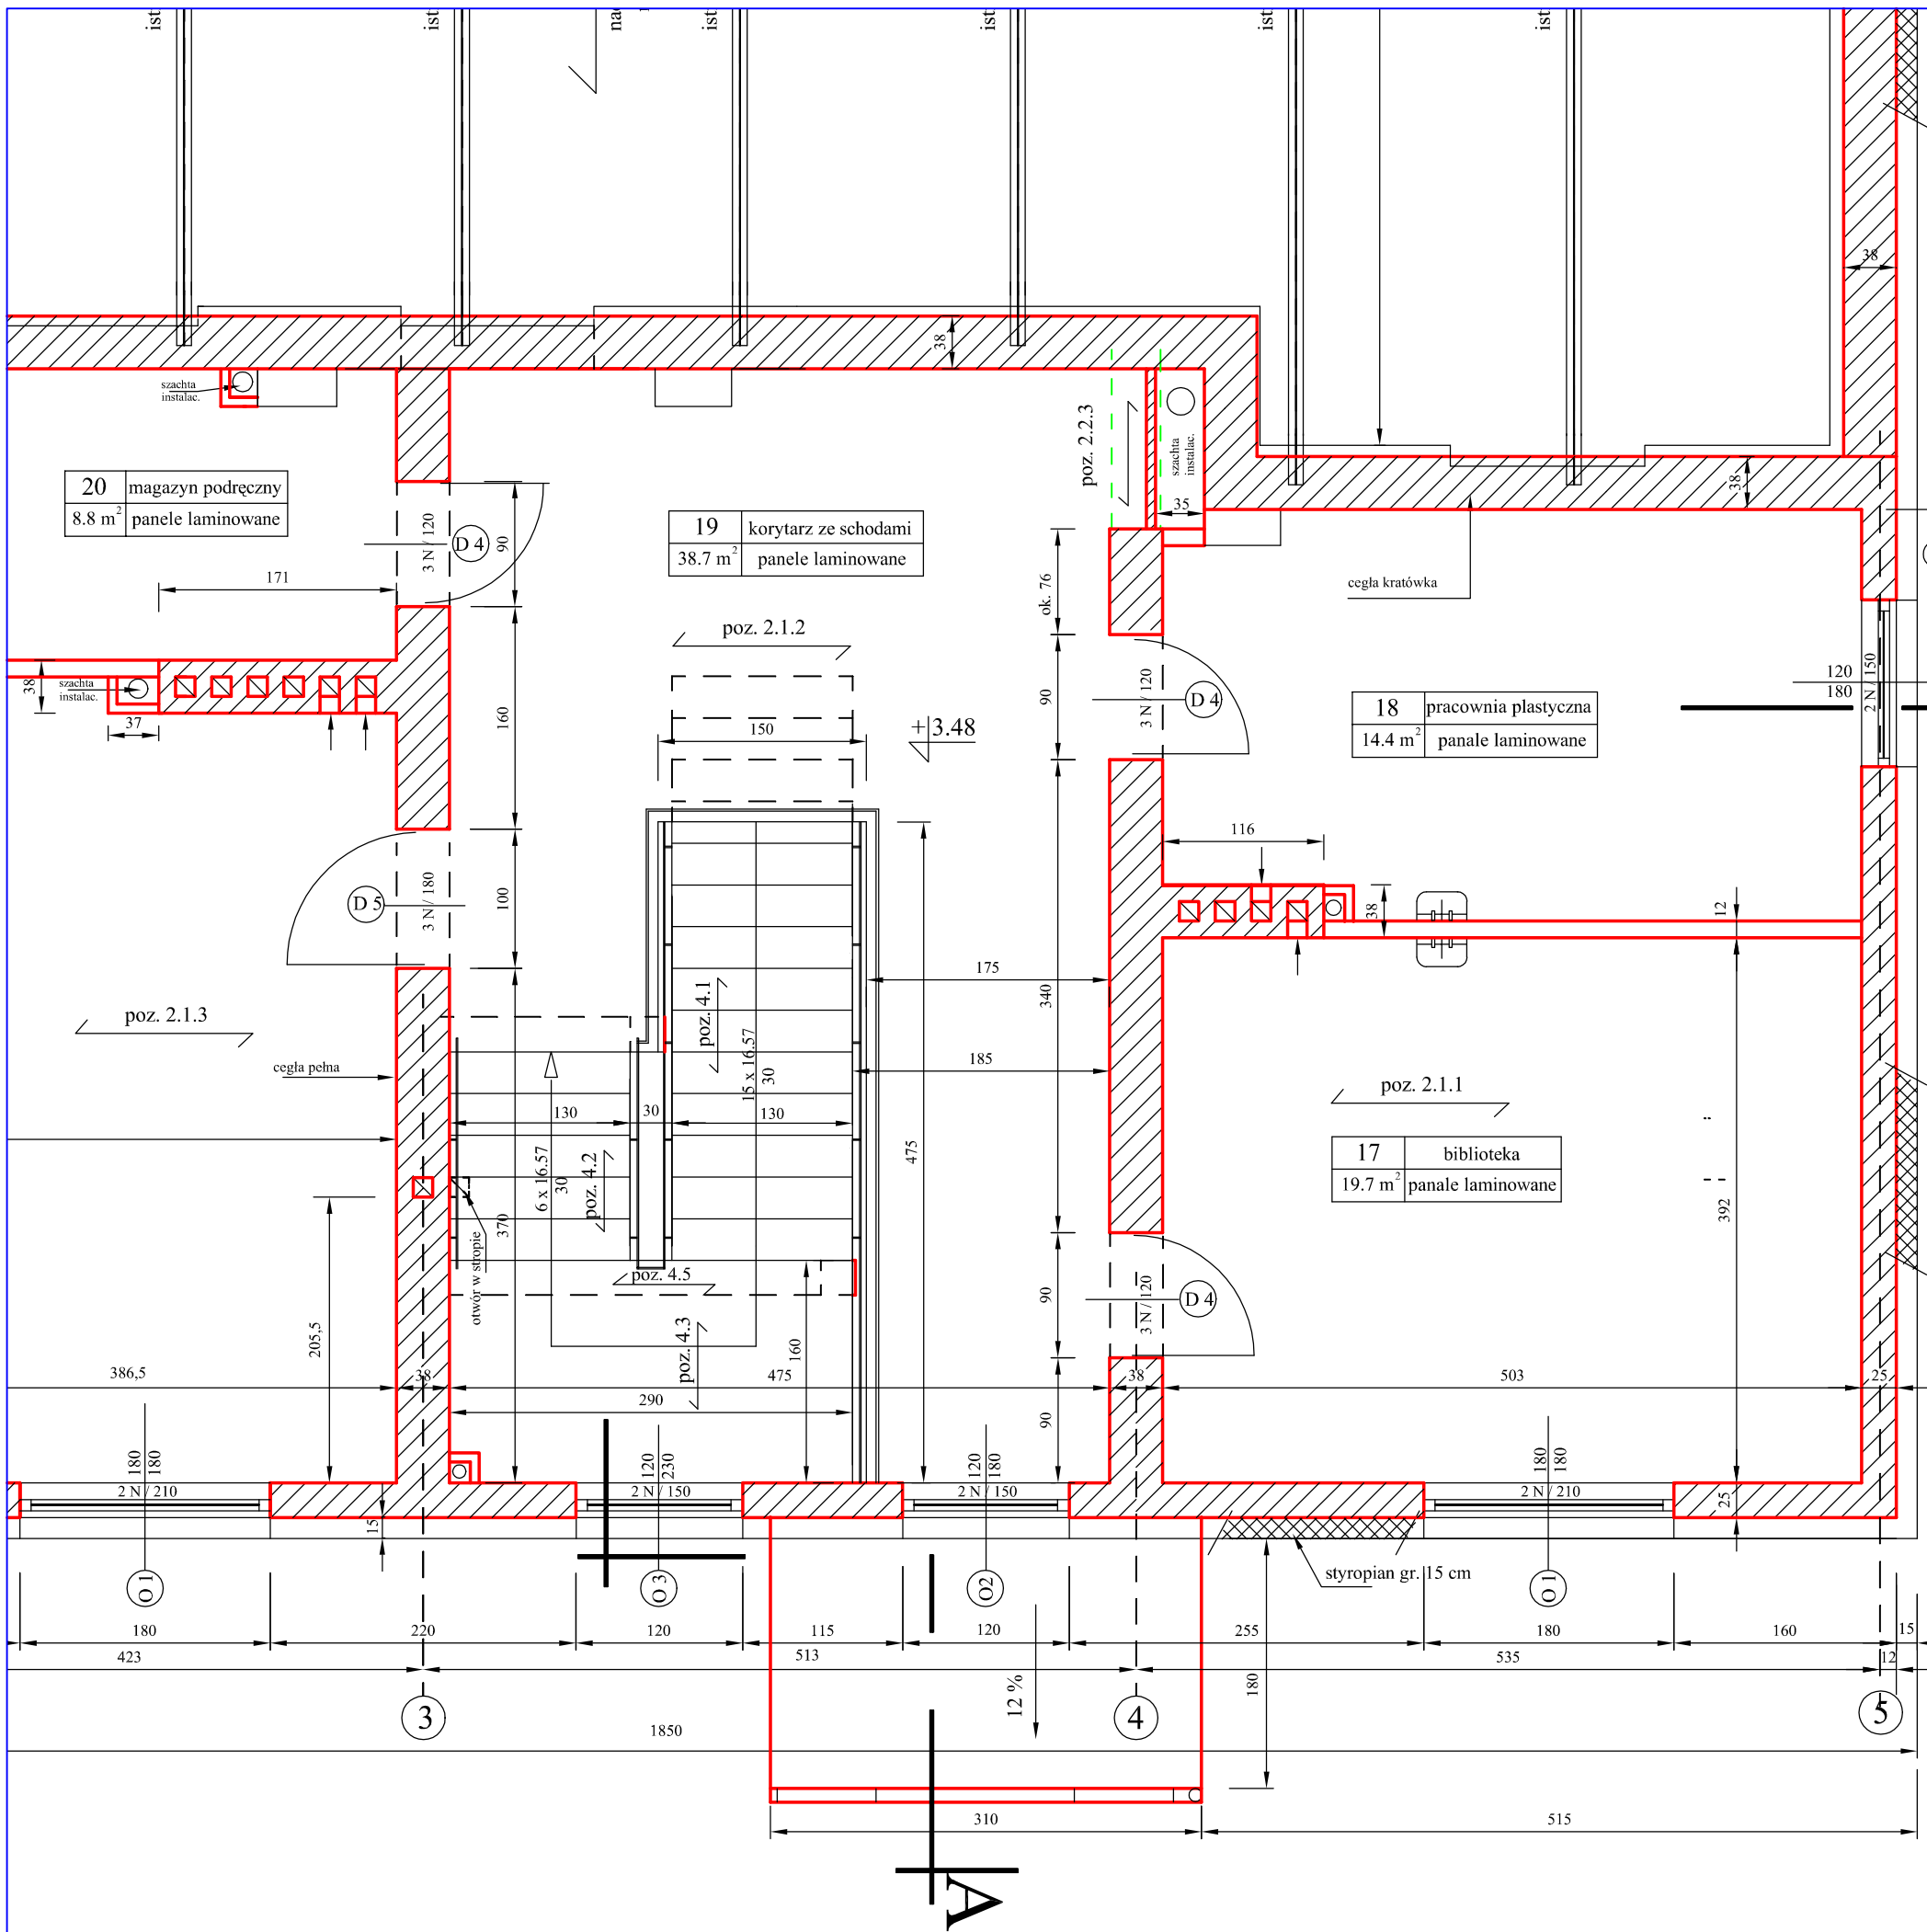 ist
ist
ist
ist
ist
ist
38
38
szachta
instalac.
20 magazyn podręczny
8.8 m² panele laminowane
171
3 N / 120
D 4
90
19 korytarz ze schodami
38.7 m² panele laminowane
poz. 2.2.3
szachta
instalac.
35
38
cegła kratówka
ok. 76
poz. 2.1.2
38
szachta
instalac.
37
160
150
+3.48
90
3 N / 120
D 4
18 pracownia plastyczna
14.4 m² panale laminowane
120
180
2 N / 150
116
38
12
D 5
3 N / 180
100
175
340
185
poz. 2.1.3
cegła pełna
poz. 4.1
15 x 16.57
30
130
30
130
6 x 16.57
30
poz. 4.2
370
475
otwór w stropie
poz. 4.5
poz. 4.3
160
205,5
poz. 2.1.1
17 biblioteka
19.7 m² panale laminowane
392
90
3 N / 120
D 4
386,5
38
475
38
503
25
290
90
180
180
2 N / 210
120
230
2 N / 150
120
180
2 N / 150
180
180
2 N / 210
25
15
O 1
O 3
O2
O 1
styropian gr. 15 cm
180
220
120
115
120
255
180
160
15
423
513
535
12
12 %
180
3
4
5
1850
310
515
A